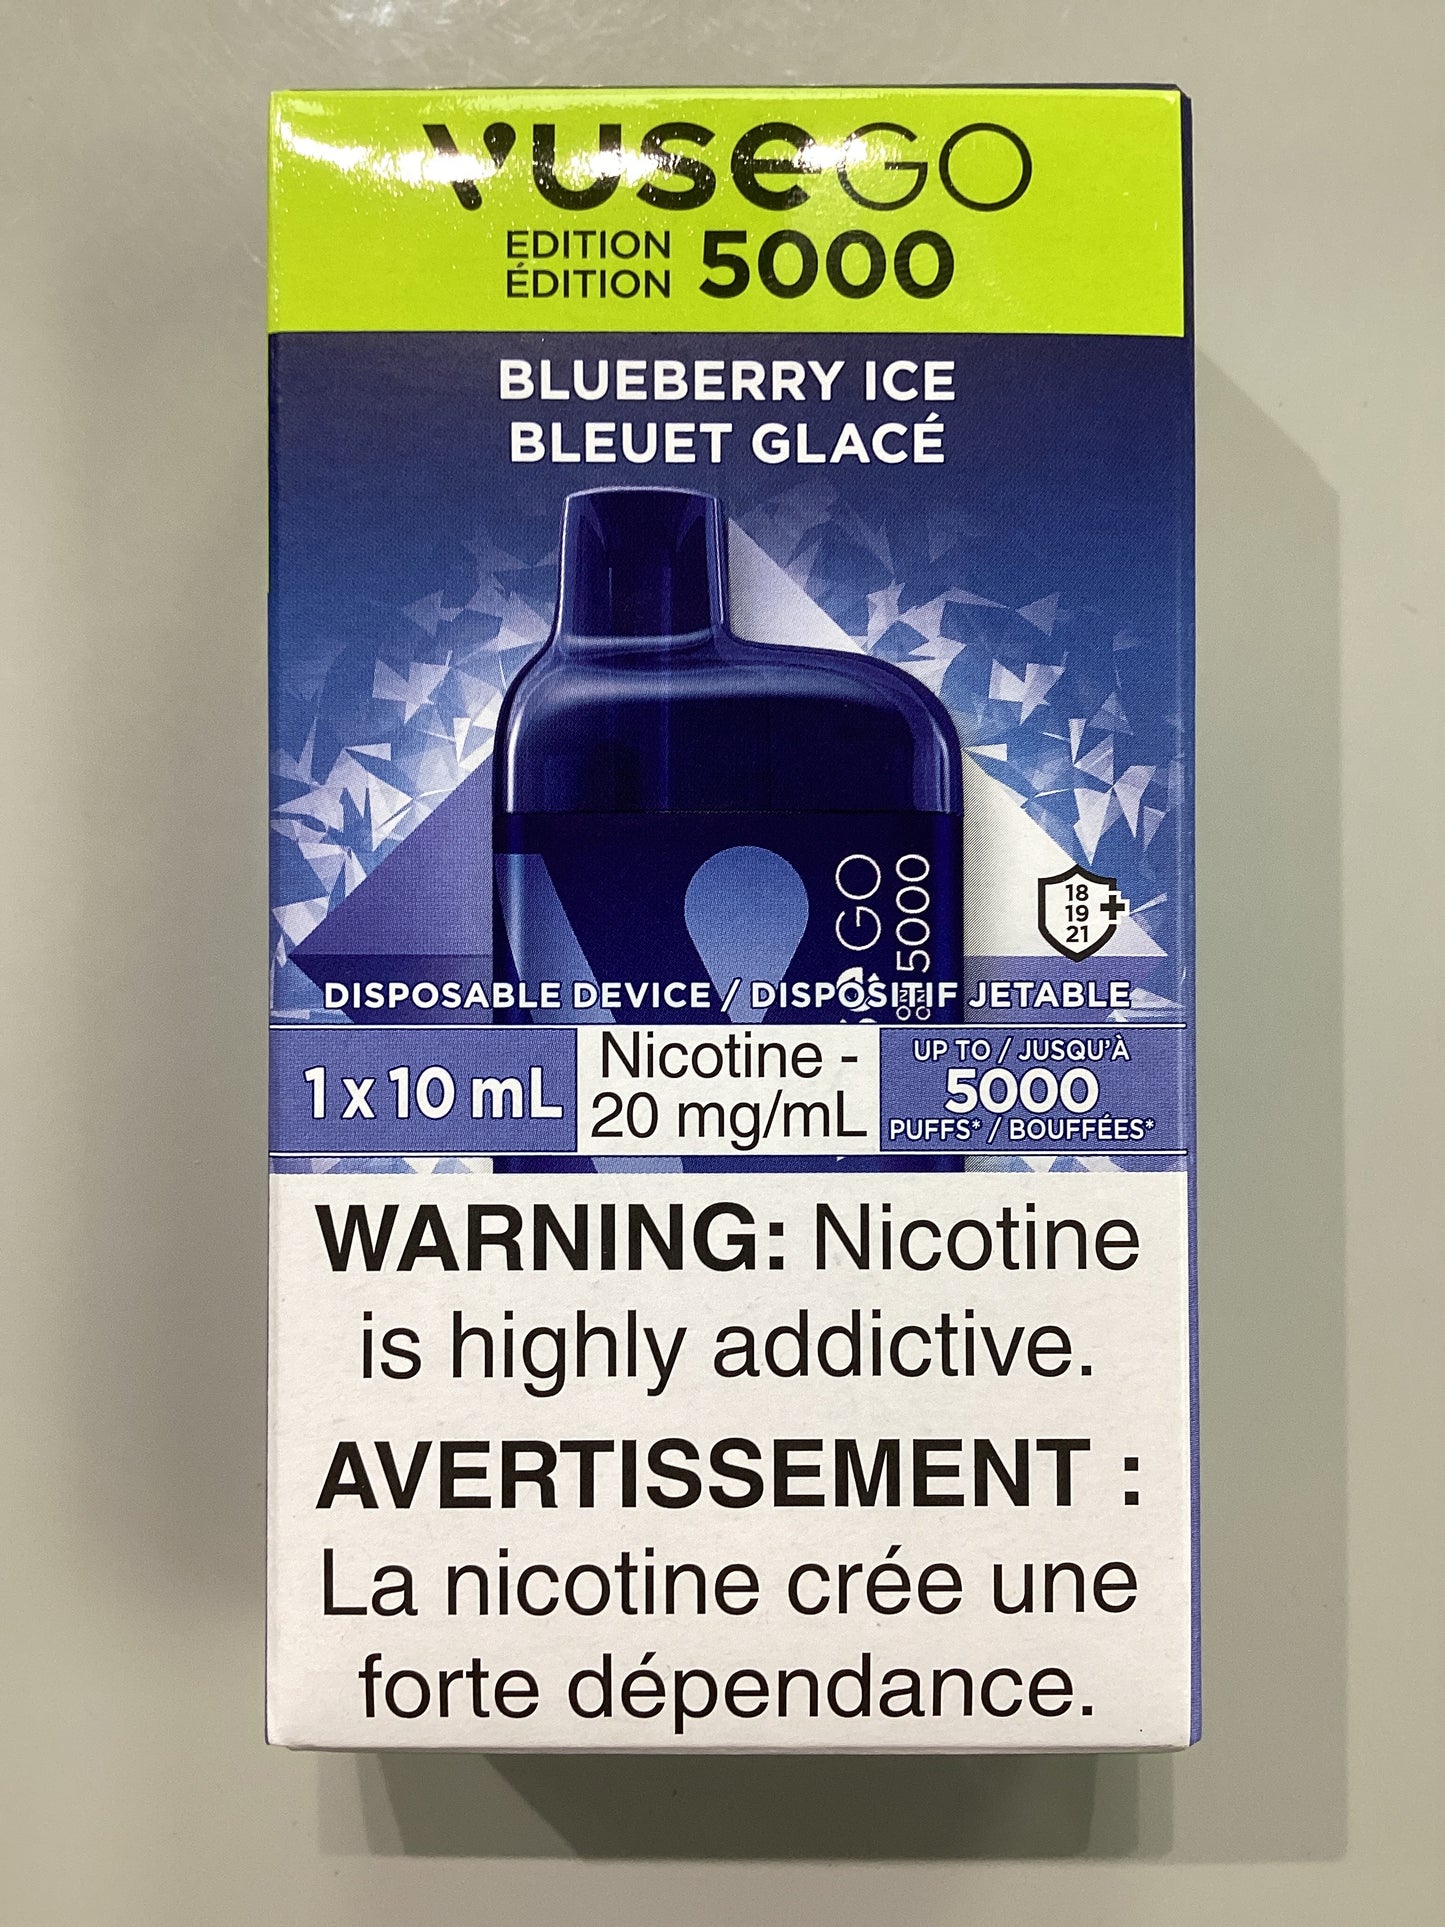 vuse GO
EDITION
ÉDITION
5000
BLUEBERRY ICE
BLEUET GLACÉ
GO
5000
18
19
21
+
DISPOSABLE DEVICE / DISPOSITIF JETABLE
1 x 10 mL
Nicotine -
20 mg/mL
UP TO / JUSQU'À
5000
PUFFS* / BOUFFÉES*
WARNING: Nicotine
is highly addictive.
AVERTISSEMENT :
La nicotine crée une
forte dépendance.